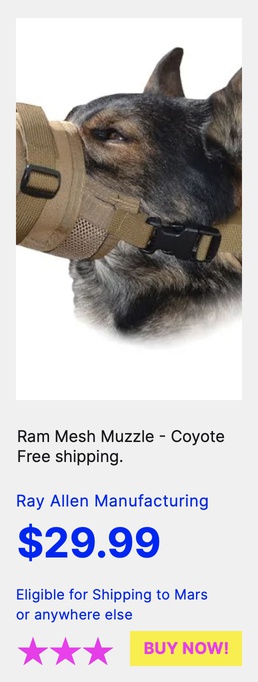 Ram Mesh Muzzle - Coyote
Free shipping.
Ray Allen Manufacturing
$29.99
Eligible for Shipping to Mars
or anywhere else
BUY NOW!